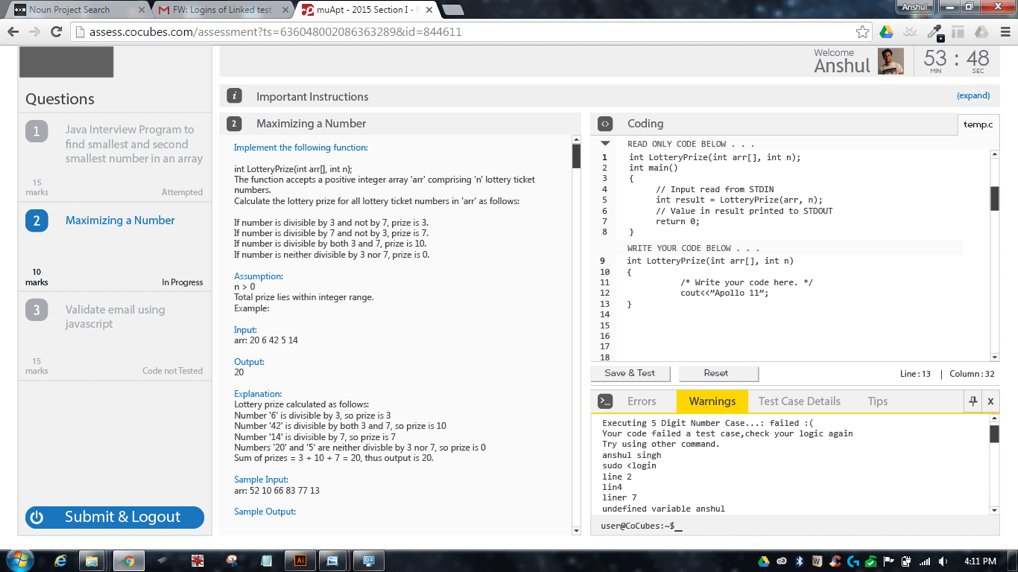 Noun Project Search
FW: Logins of Linked test
muApt - 2015 Section I -
Anshul
assess.cocubes.com/assessment?ts=636048002086363289&id=844611
Welcome
Anshul
53 : 48
MIN SEC
Questions
1
Java Interview Program to
find smallest and second
smallest number in an array
15
marks
Attempted
2
Maximizing a Number
10
marks
In Progress
3
Validate email using
javascript
15
marks
Code not Tested
Submit & Logout
i Important Instructions
(expand)
2 Maximizing a Number
Implement the following function:
int LotteryPrize(int arr[], int n);
The function accepts a positive integer array 'arr' comprising 'n' lottery ticket
numbers.
Calculate the lottery prize for all lottery ticket numbers in 'arr' as follows:
If number is divisible by 3 and not by 7, prize is 3.
If number is divisible by 7 and not by 3, prize is 7.
If number is divisible by both 3 and 7, prize is 10.
If number is neither divisible by 3 nor 7, prize is 0.
Assumption:
n > 0
Total prize lies within integer range.
Example:
Input:
arr: 20 6 42 5 14
Output:
20
Explanation:
Lottery prize calculated as follows:
Number '6' is divisible by 3, so prize is 3
Number '42' is divisible by both 3 and 7, so prize is 10
Number '14' is divisible by 7, so prize is 7
Numbers '20' and '5' are neither divisible by 3 nor 7, so prize is 0
Sum of prizes = 3 + 10 + 7 = 20, thus output is 20.
Sample Input:
arr: 52 10 66 83 77 13
Sample Output:
<> Coding
temp.c
READ ONLY CODE BELOW . . .
1 int LotteryPrize(int arr[], int n);
2 int main()
3 {
4 // Input read from STDIN
5 int result = LotteryPrize(arr, n);
6 // Value in result printed to STDOUT
7 return 0;
8 }
WRITE YOUR CODE BELOW . . .
9 int LotteryPrize(int arr[], int n)
10 {
11 /* Write your code here. */
12 cout<<"Apollo 11";
13 }
14
15
16
17
18
Save & Test
Reset
Line : 13 | Column : 32
>_ Errors
Warnings
Test Case Details
Tips
X
Executing 5 Digit Number Case...: failed :(
Your code failed a test case,check your logic again
Try using other command.
anshul singh
sudo <login
line 2
lin4
liner 7
undefined variable anshul
user@CoCubes:~$_
4:11 PM